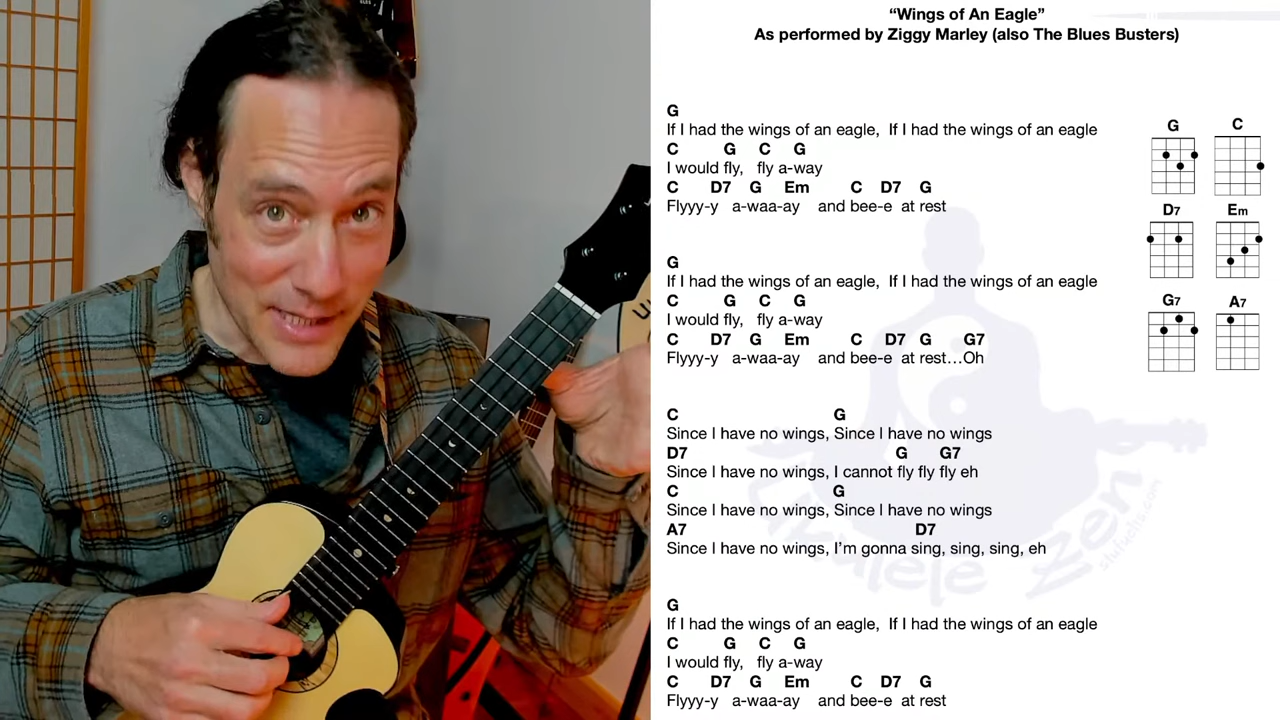 “Wings of An Eagle”
As performed by Ziggy Marley (also The Blues Busters)
G
If I had the wings of an eagle,  If I had the wings of an eagle
C G C G
I would fly,   fly a-way
C D7 G Em C D7 G
Flyyy-y   a-waa-ay    and bee-e  at rest
G
If I had the wings of an eagle,  If I had the wings of an eagle
C G C G
I would fly,   fly a-way
C D7 G Em C D7 G G7
Flyyy-y   a-waa-ay    and bee-e  at rest…Oh
C G
Since I have no wings, Since I have no wings
D7 G G7
Since I have no wings, I cannot fly fly fly eh
C G
Since I have no wings, Since I have no wings
A7 D7
Since I have no wings, I’m gonna sing, sing, sing, eh
G
If I had the wings of an eagle,  If I had the wings of an eagle
C G C G
I would fly,   fly a-way
C D7 G Em C D7 G
Flyyy-y   a-waa-ay    and bee-e  at rest
G C
D7 Em
G7 A7
Ukulele Zen
stufuchs.com